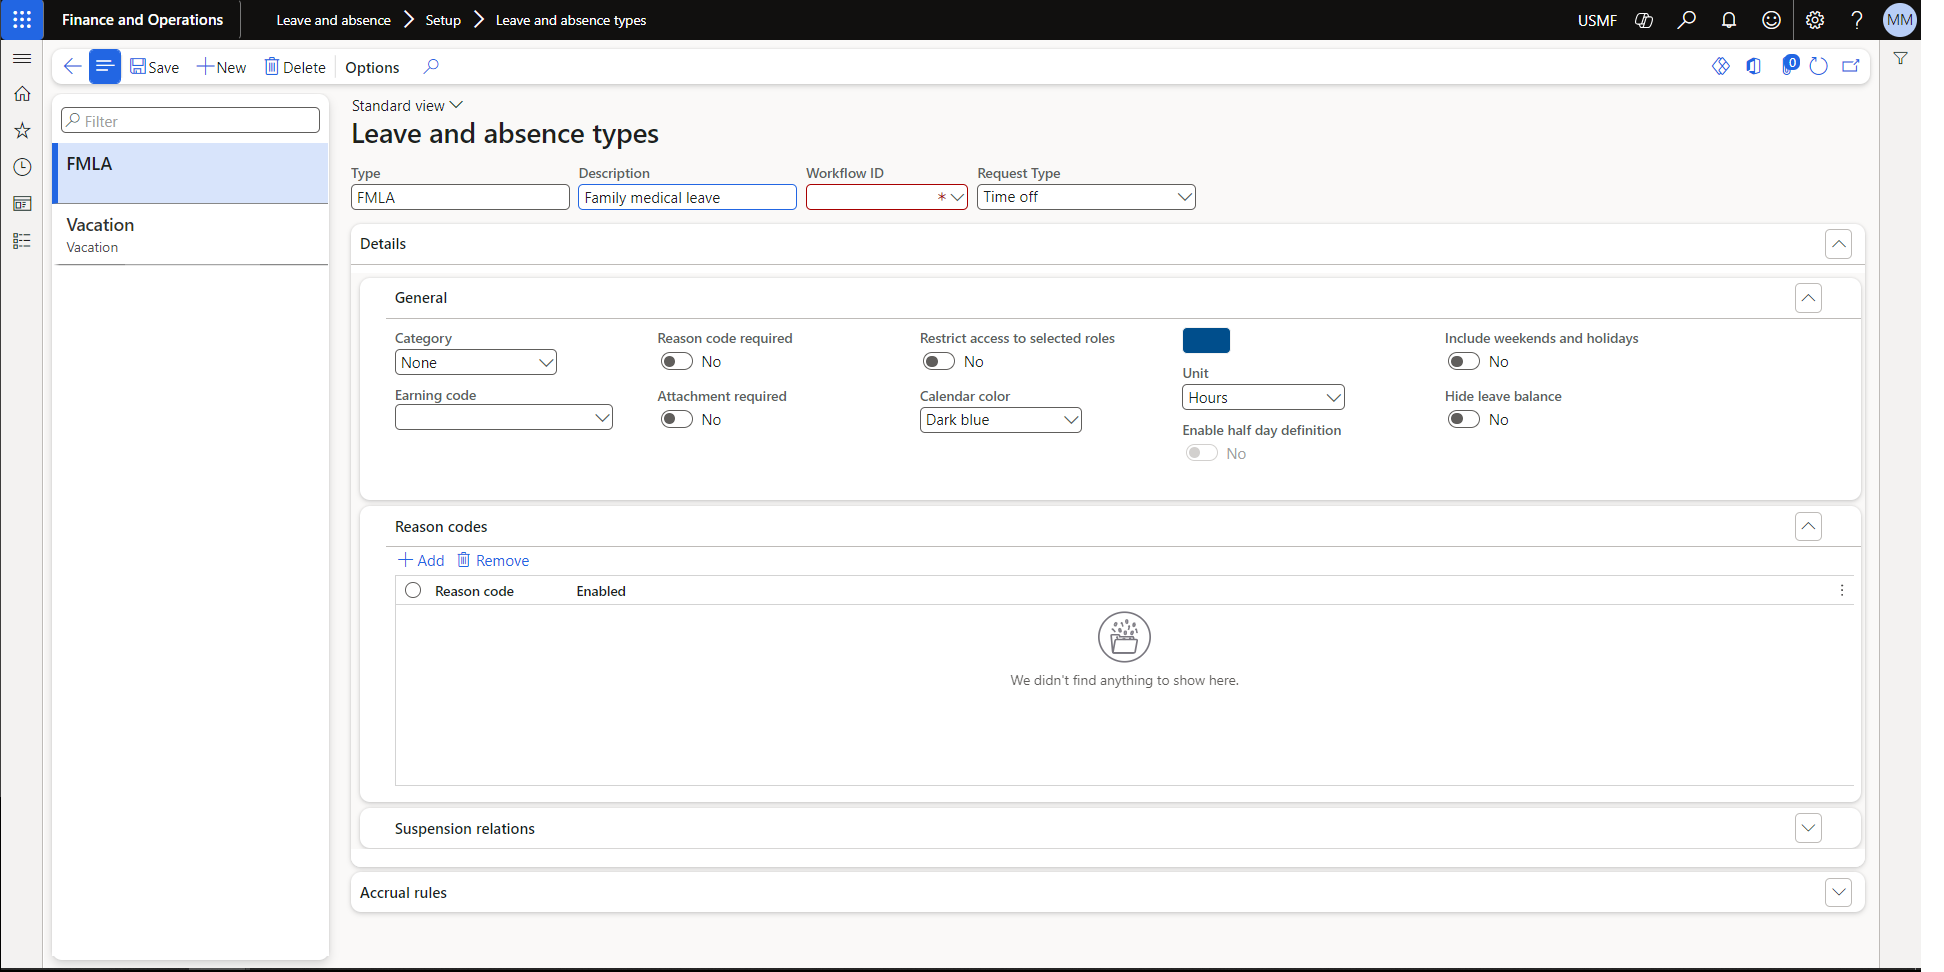 Finance and Operations
Leave and absence > Setup > Leave and absence types
USMF
MM
Save
New
Delete
Options
0
Filter
FMLA
Vacation
Vacation
Standard view
Leave and absence types
Type
Description
Workflow ID
Request Type
FMLA
Family medical leave
*
Time off
Details
General
Category
None
Earning code
Reason code required
No
Attachment required
No
Restrict access to selected roles
No
Calendar color
Dark blue
Unit
Hours
Enable half day definition
No
Include weekends and holidays
No
Hide leave balance
No
Reason codes
Add
Remove
Reason code
Enabled
We didn't find anything to show here.
Suspension relations
Accrual rules